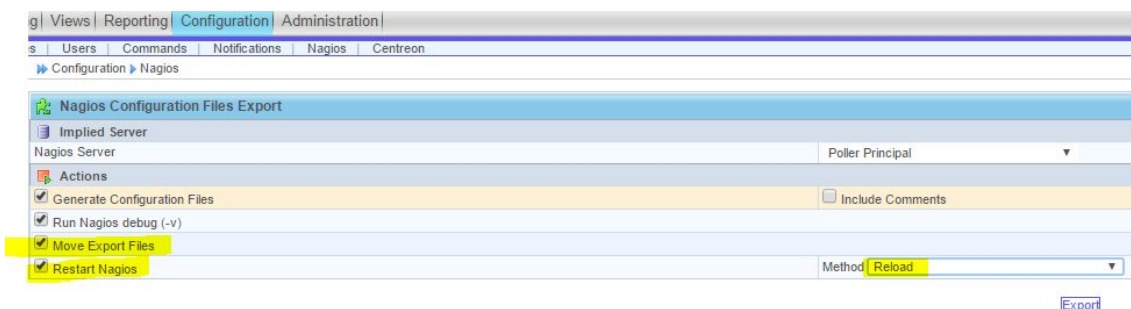 g| Views| Reporting| Configuration| Administration|
s | Users | Commands | Notifications | Nagios | Centreon
Configuration Nagios
Nagios Configuration Files Export
Implied Server
Nagios Server Poller Principal
Actions
Generate Configuration Files Include Comments
Run Nagios debug (-v)
Move Export Files
Restart Nagios Method Reload
Export